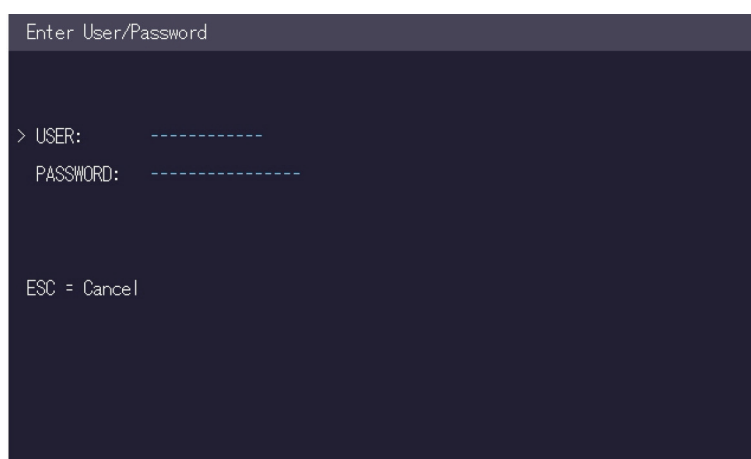 Enter User/Password
> USER: ------------
PASSWORD: ----------------
ESC = Cancel